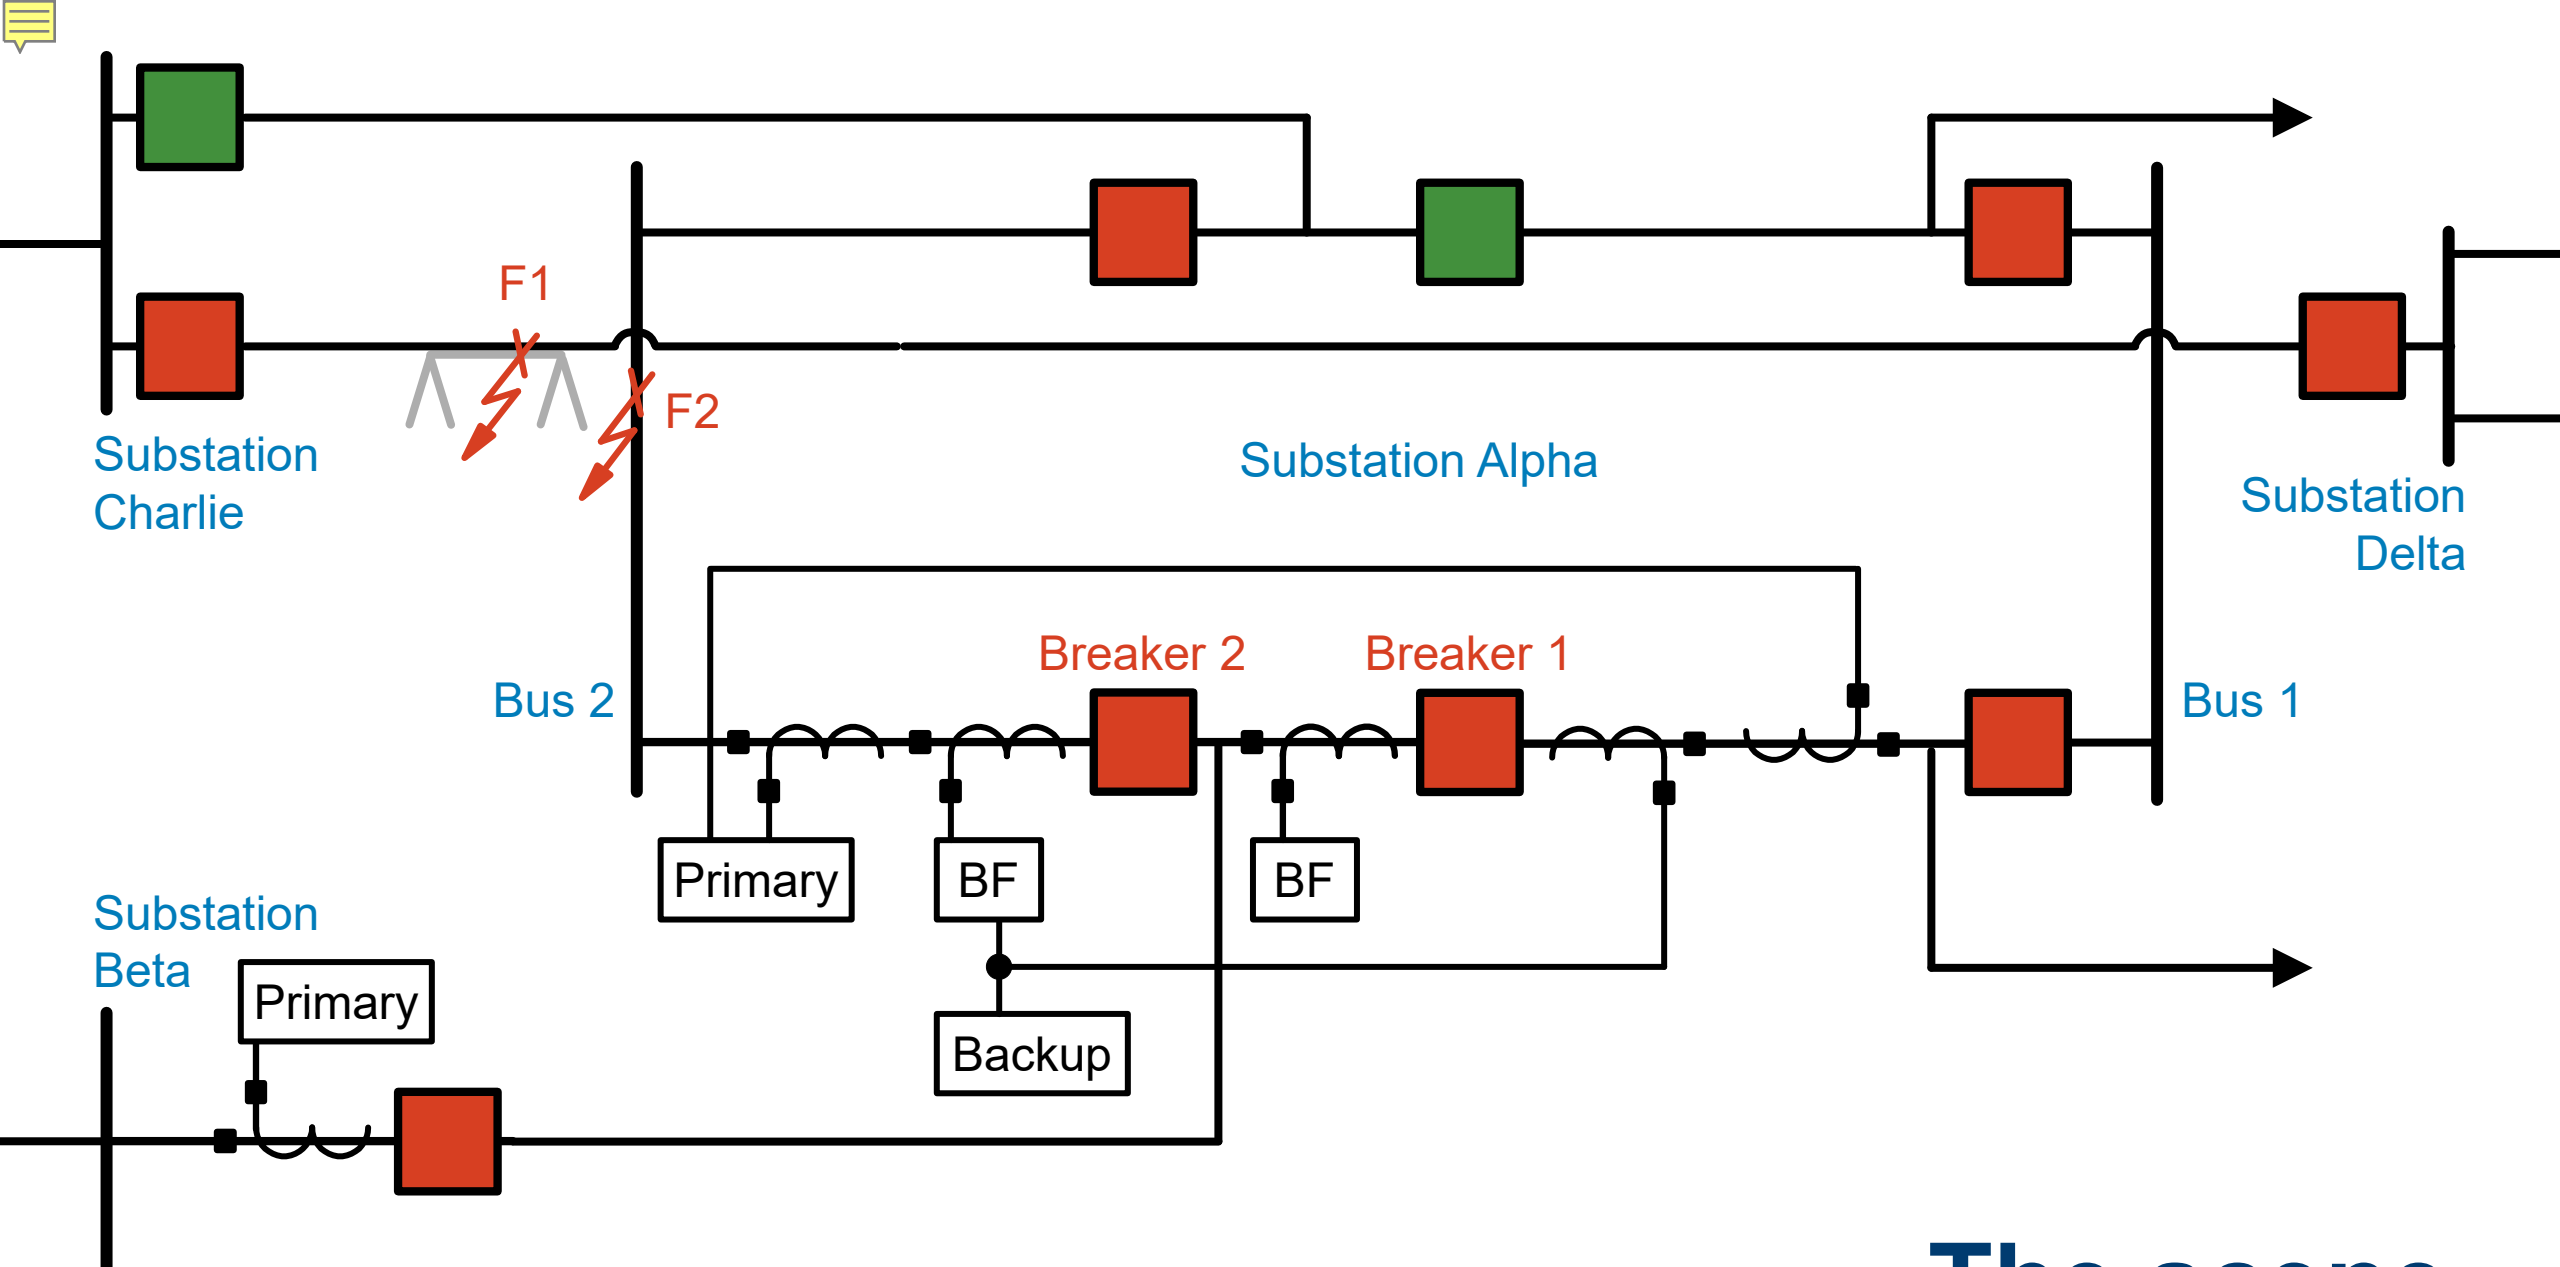 F1
F2
Substation
Charlie
Substation Alpha
Substation
Delta
Breaker 2
Breaker 1
Bus 2
Bus 1
Primary
BF
BF
Substation
Beta
Primary
Backup